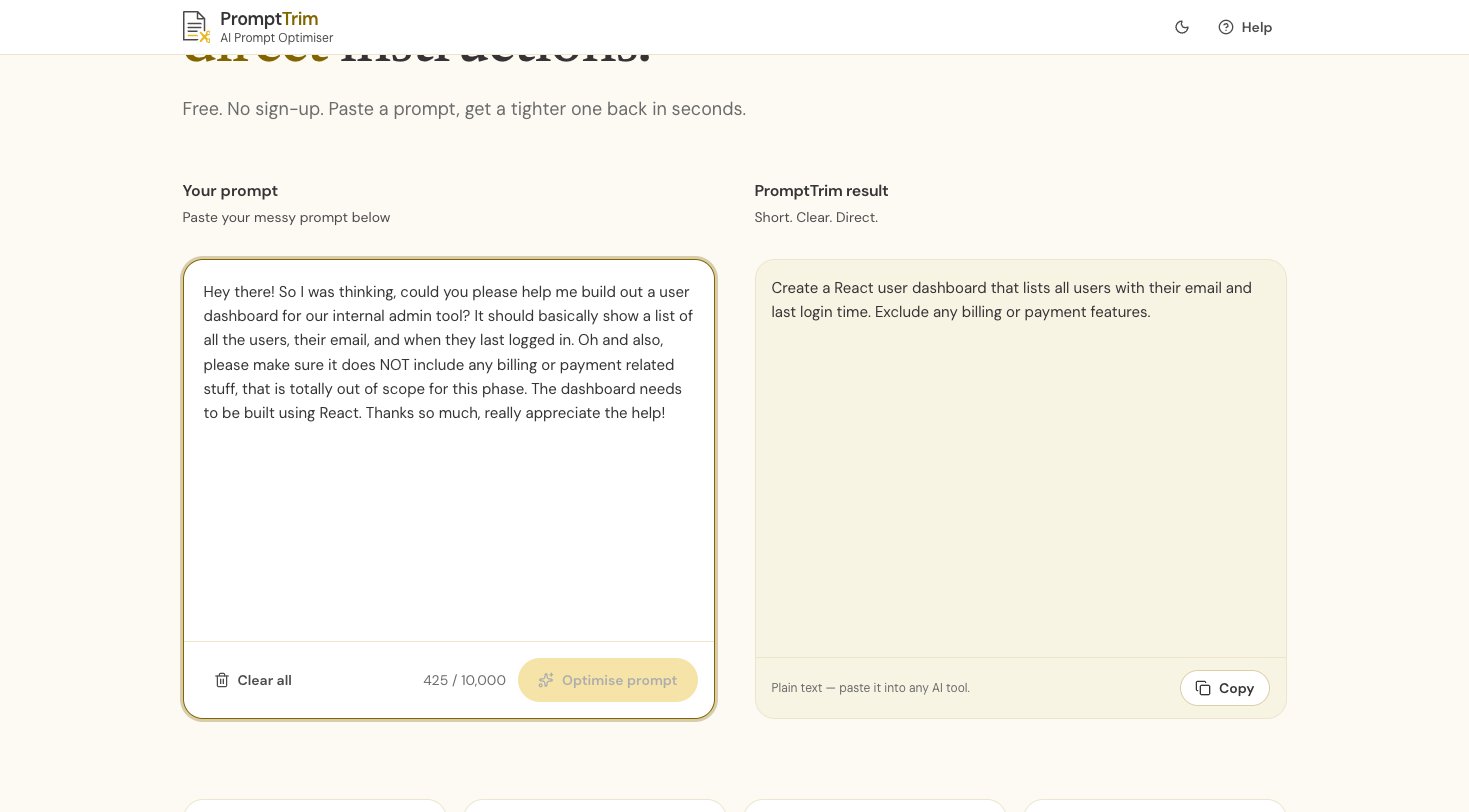 PromptTrim
AI Prompt Optimiser
Help
direct instructions.
Free. No sign-up. Paste a prompt, get a tighter one back in seconds.
Your prompt
Paste your messy prompt below
Hey there! So I was thinking, could you please help me build out a user
dashboard for our internal admin tool? It should basically show a list of
all the users, their email, and when they last logged in. Oh and also,
please make sure it does NOT include any billing or payment related
stuff, that is totally out of scope for this phase. The dashboard needs
to be built using React. Thanks so much, really appreciate the help!
Clear all
425 / 10,000
Optimise prompt
PromptTrim result
Short. Clear. Direct.
Create a React user dashboard that lists all users with their email and
last login time. Exclude any billing or payment features.
Plain text — paste it into any AI tool.
Copy